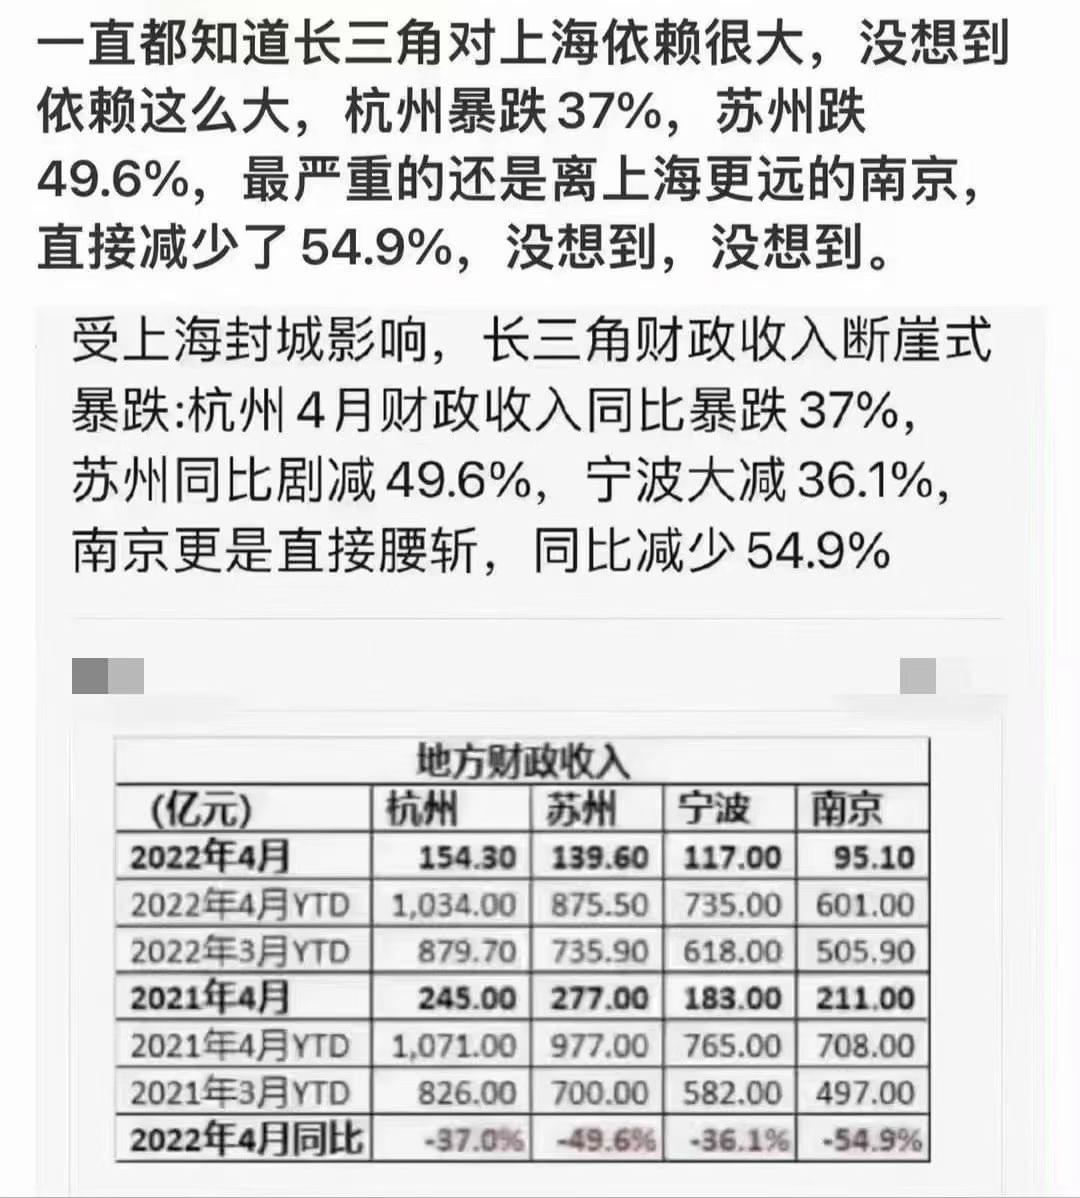 一直都知道长三角对上海依赖很大，没想到
依赖这么大，杭州暴跌37%，苏州跌
49.6%，最严重的还是离上海更远的南京，
直接减少了54.9%，没想到，没想到。
受上海封城影响，长三角财政收入断崖式
暴跌:杭州4月财政收入同比暴跌37%，
苏州同比剧减49.6%，宁波大减36.1%，
南京更是直接腰斩，同比减少54.9%
地方财政收入
(亿元) 杭州 苏州 宁波 南京
2022年4月 154.30 139.60 117.00 95.10
2022年4月YTD 1,034.00 875.50 735.00 601.00
2022年3月YTD 879.70 735.90 618.00 505.90
2021年4月 245.00 277.00 183.00 211.00
2021年4月YTD 1,071.00 977.00 765.00 708.00
2021年3月YTD 826.00 700.00 582.00 497.00
2022年4月同比 -37.0% -49.6% -36.1% -54.9%